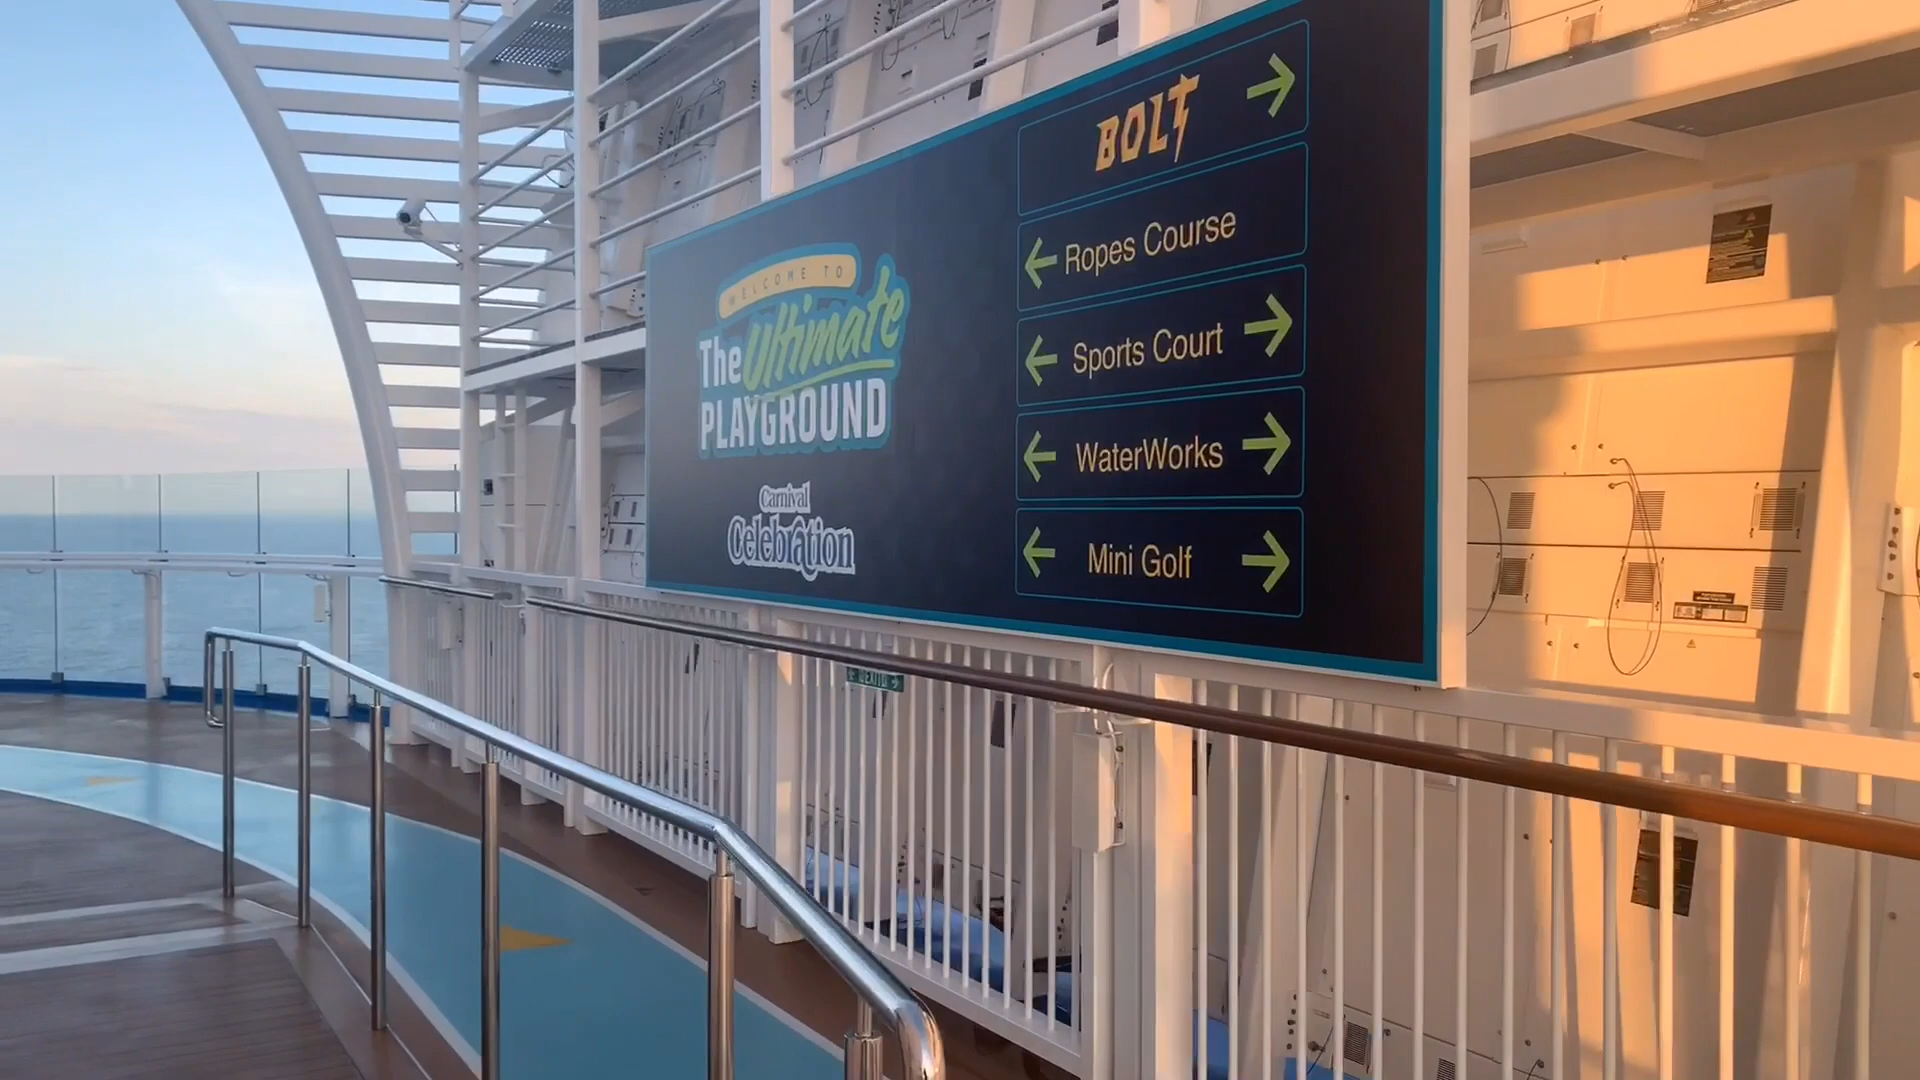 WELCOME TO
The Ultimate
PLAYGROUND
Carnival
Celebration
BOLT
Ropes Course
Sports Court
WaterWorks
Mini Golf